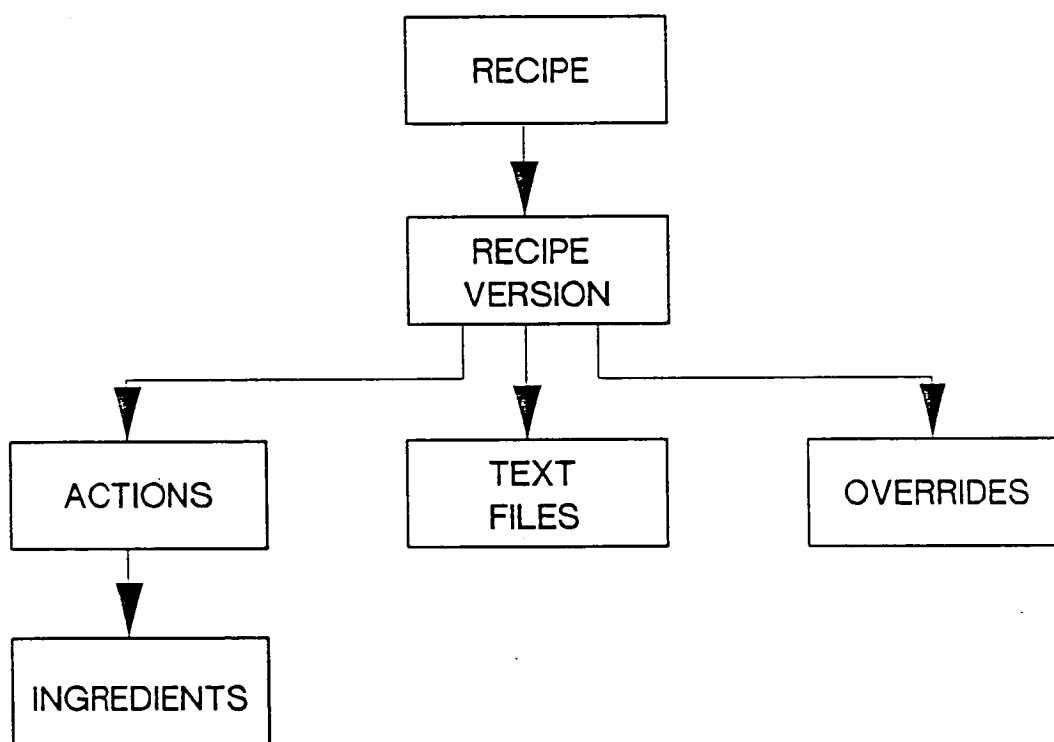 RECIPE
RECIPE
VERSION
ACTIONS
TEXT
FILES
OVERRIDES
INGREDIENTS